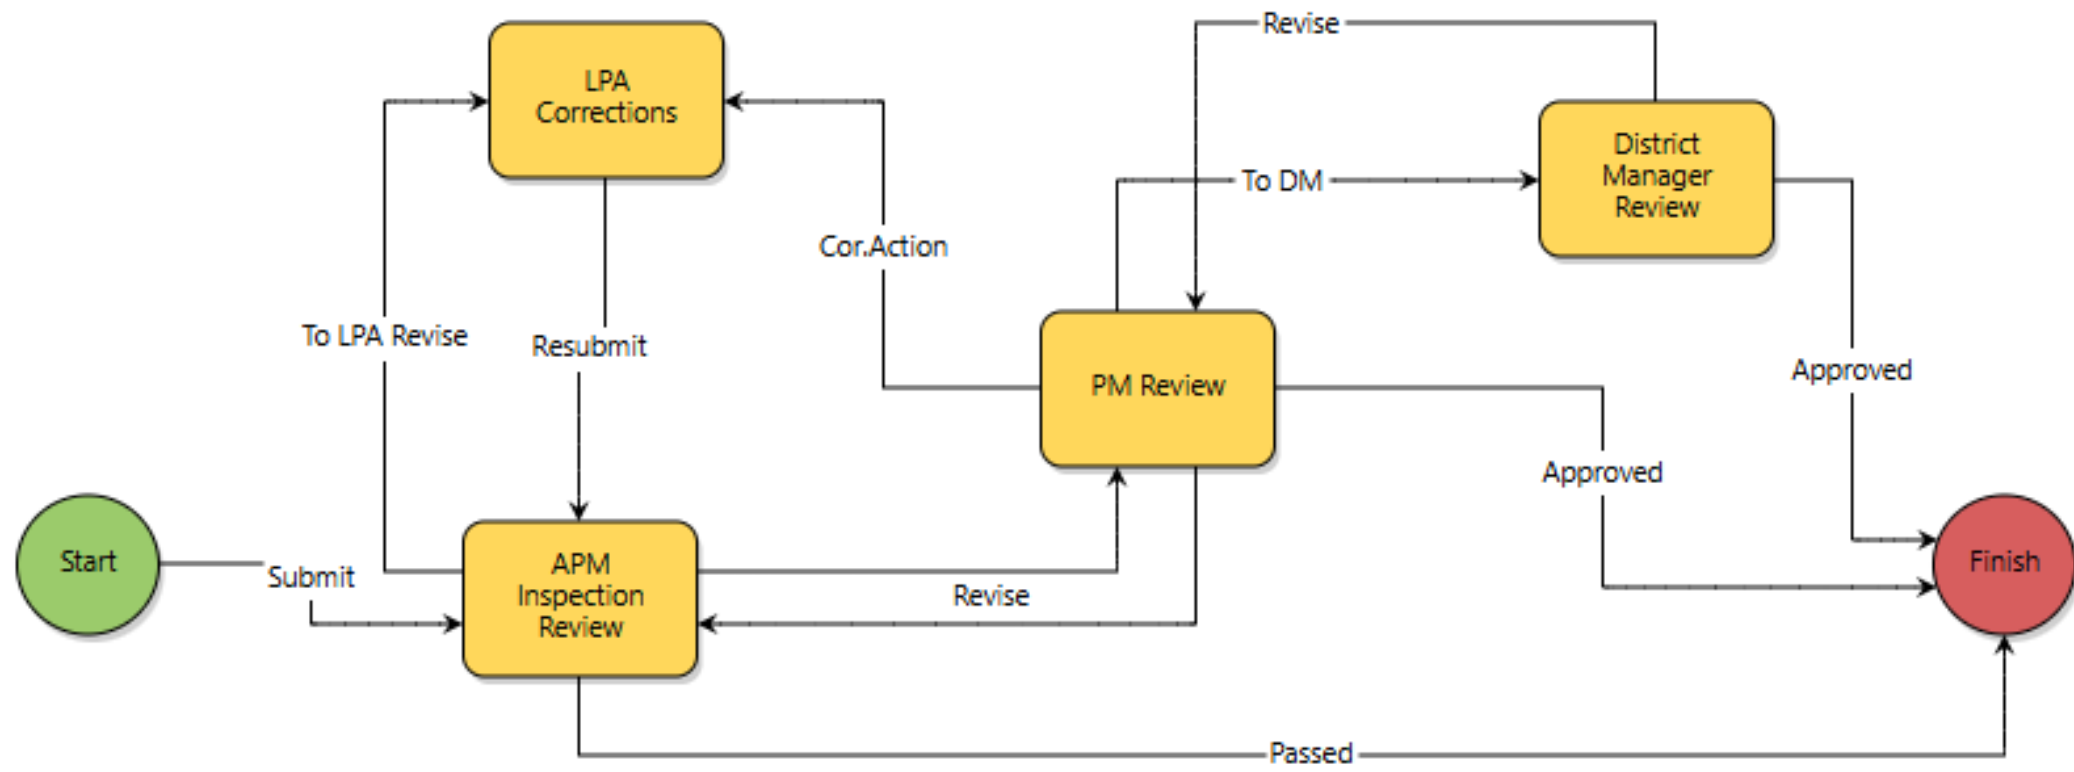 Revise
LPA
Corrections
District
Manager
Review
To DM
Cor.Action
To LPA Revise
Resubmit
PM Review
Approved
Approved
Start
Submit
APM
Inspection
Review
Revise
Finish
Passed